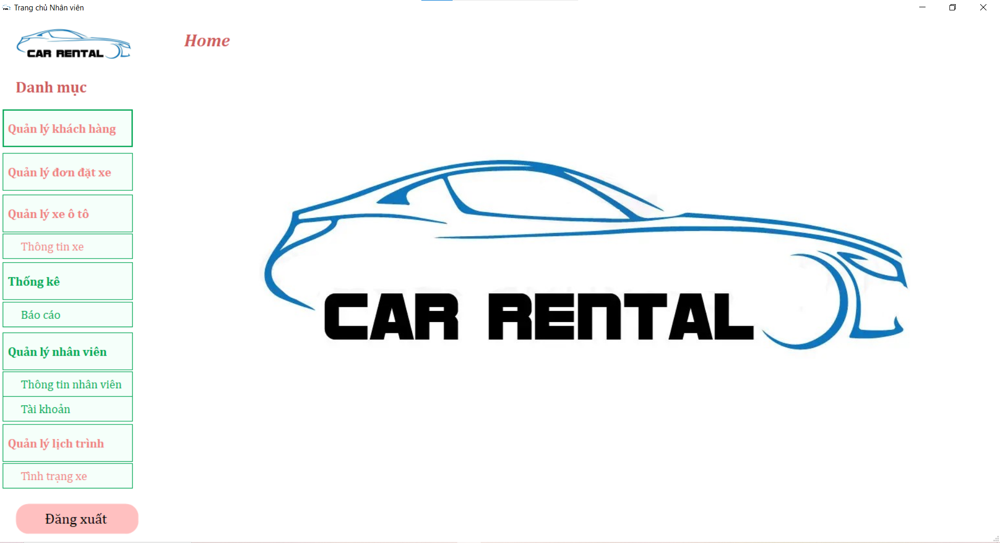 Trang chủ Nhân viên
CAR RENTAL
Home
Danh mục
Quản lý khách hàng
Quản lý đơn đặt xe
Quản lý xe ô tô
Thông tin xe
Thống kê
Báo cáo
Quản lý nhân viên
Thông tin nhân viên
Tài khoản
Quản lý lịch trình
Tình trạng xe
Đăng xuất
CAR RENTAL